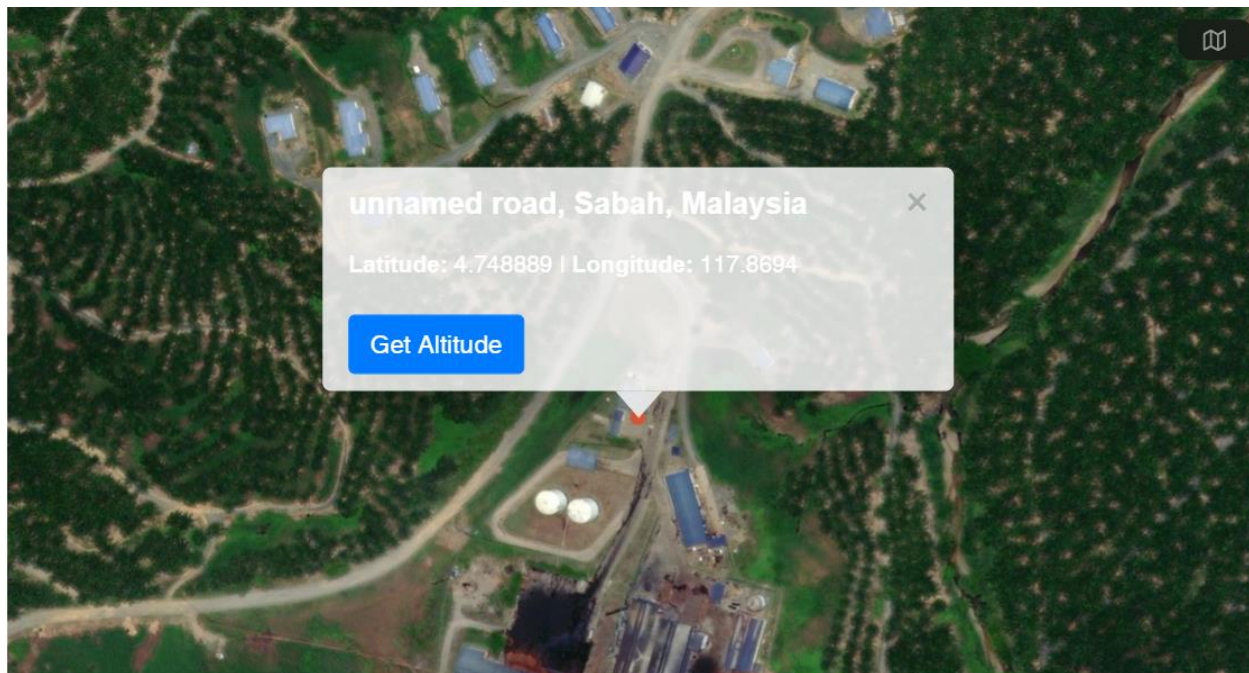 unnamed road, Sabah, Malaysia
Latitude: 4.748889 | Longitude: 117.8694
Get Altitude